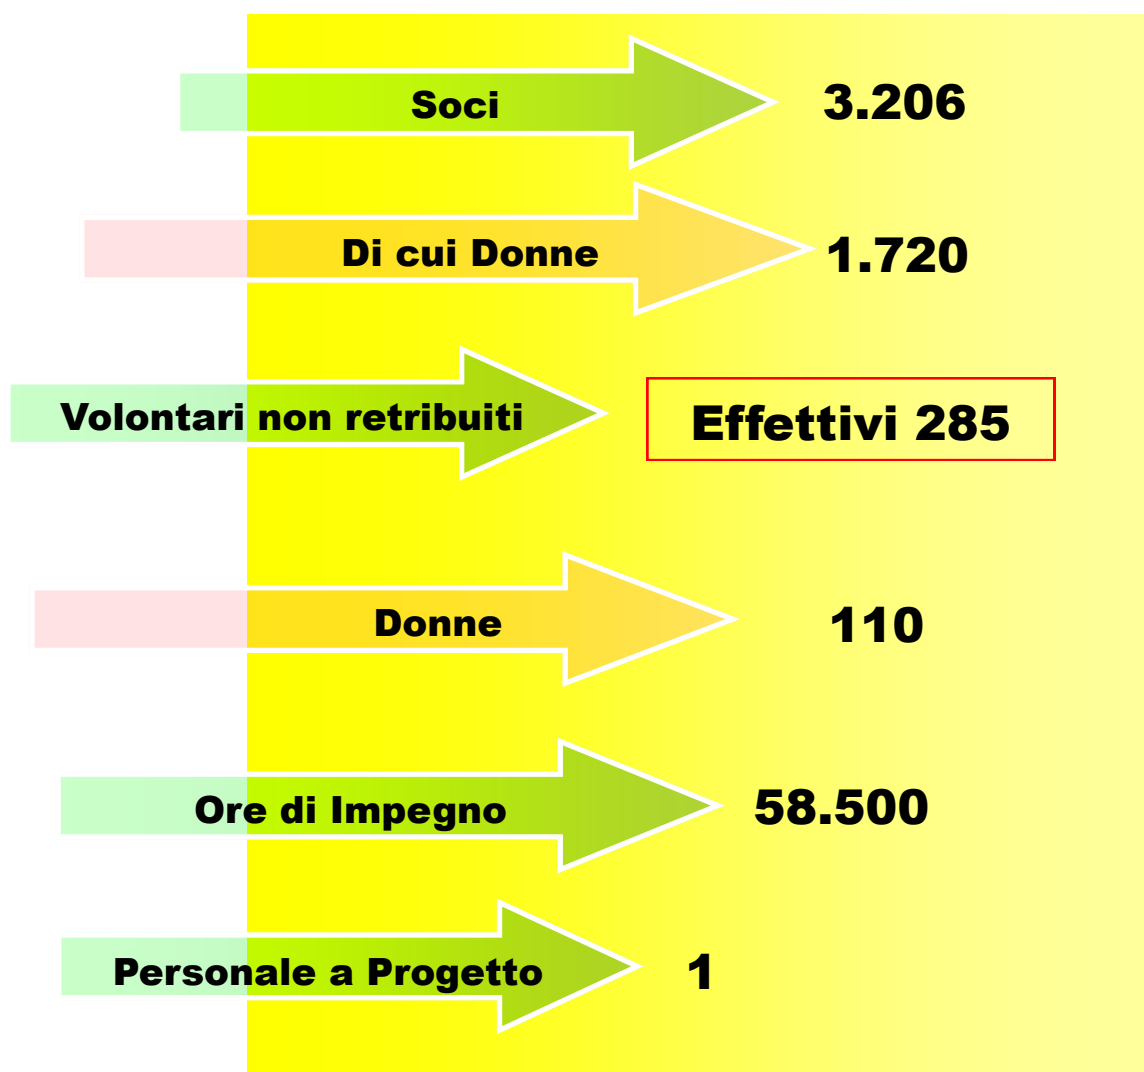 Soci 3.206
Di cui Donne 1.720
Volontari non retribuiti Effettivi 285
Donne 110
Ore di Impegno 58.500
Personale a Progetto 1